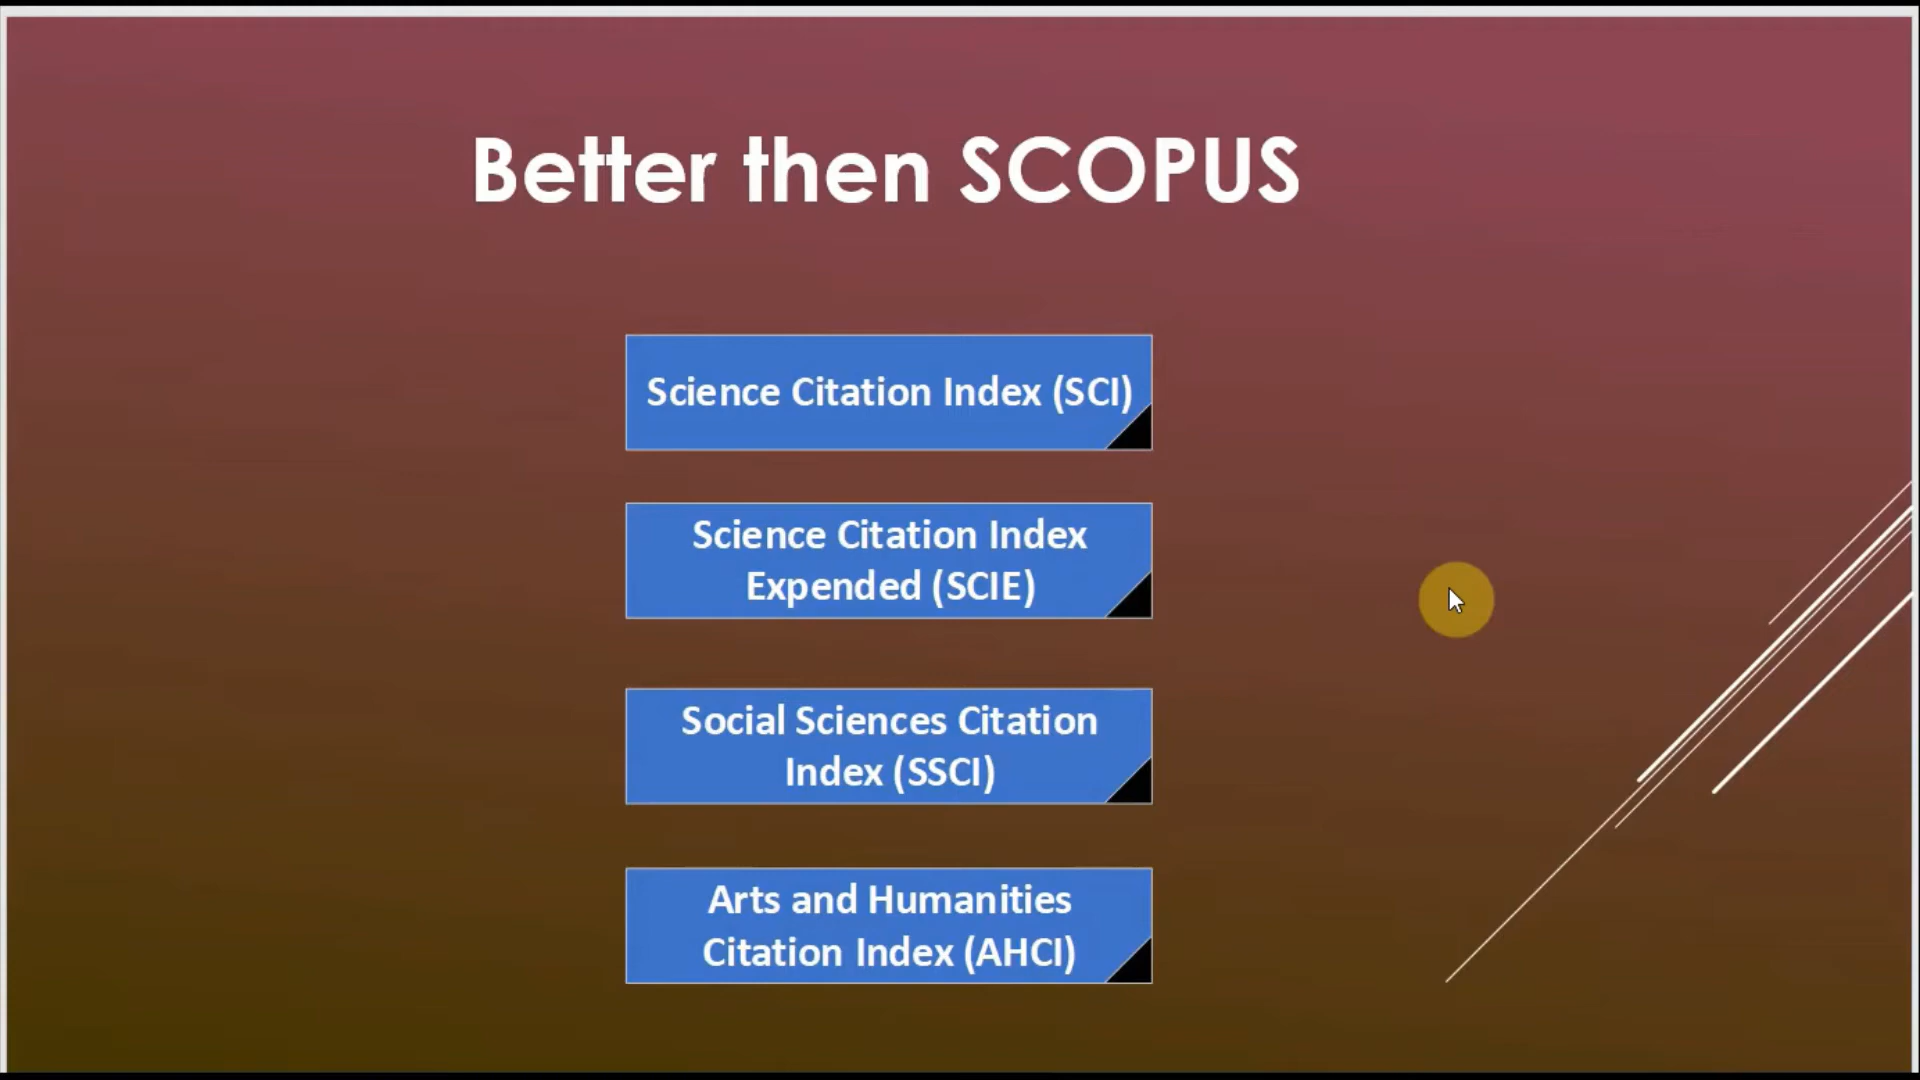 Better then SCOPUS
Science Citation Index (SCI)
Science Citation Index
Expended (SCIE)
Social Sciences Citation
Index (SSCI)
Arts and Humanities
Citation Index (AHCI)